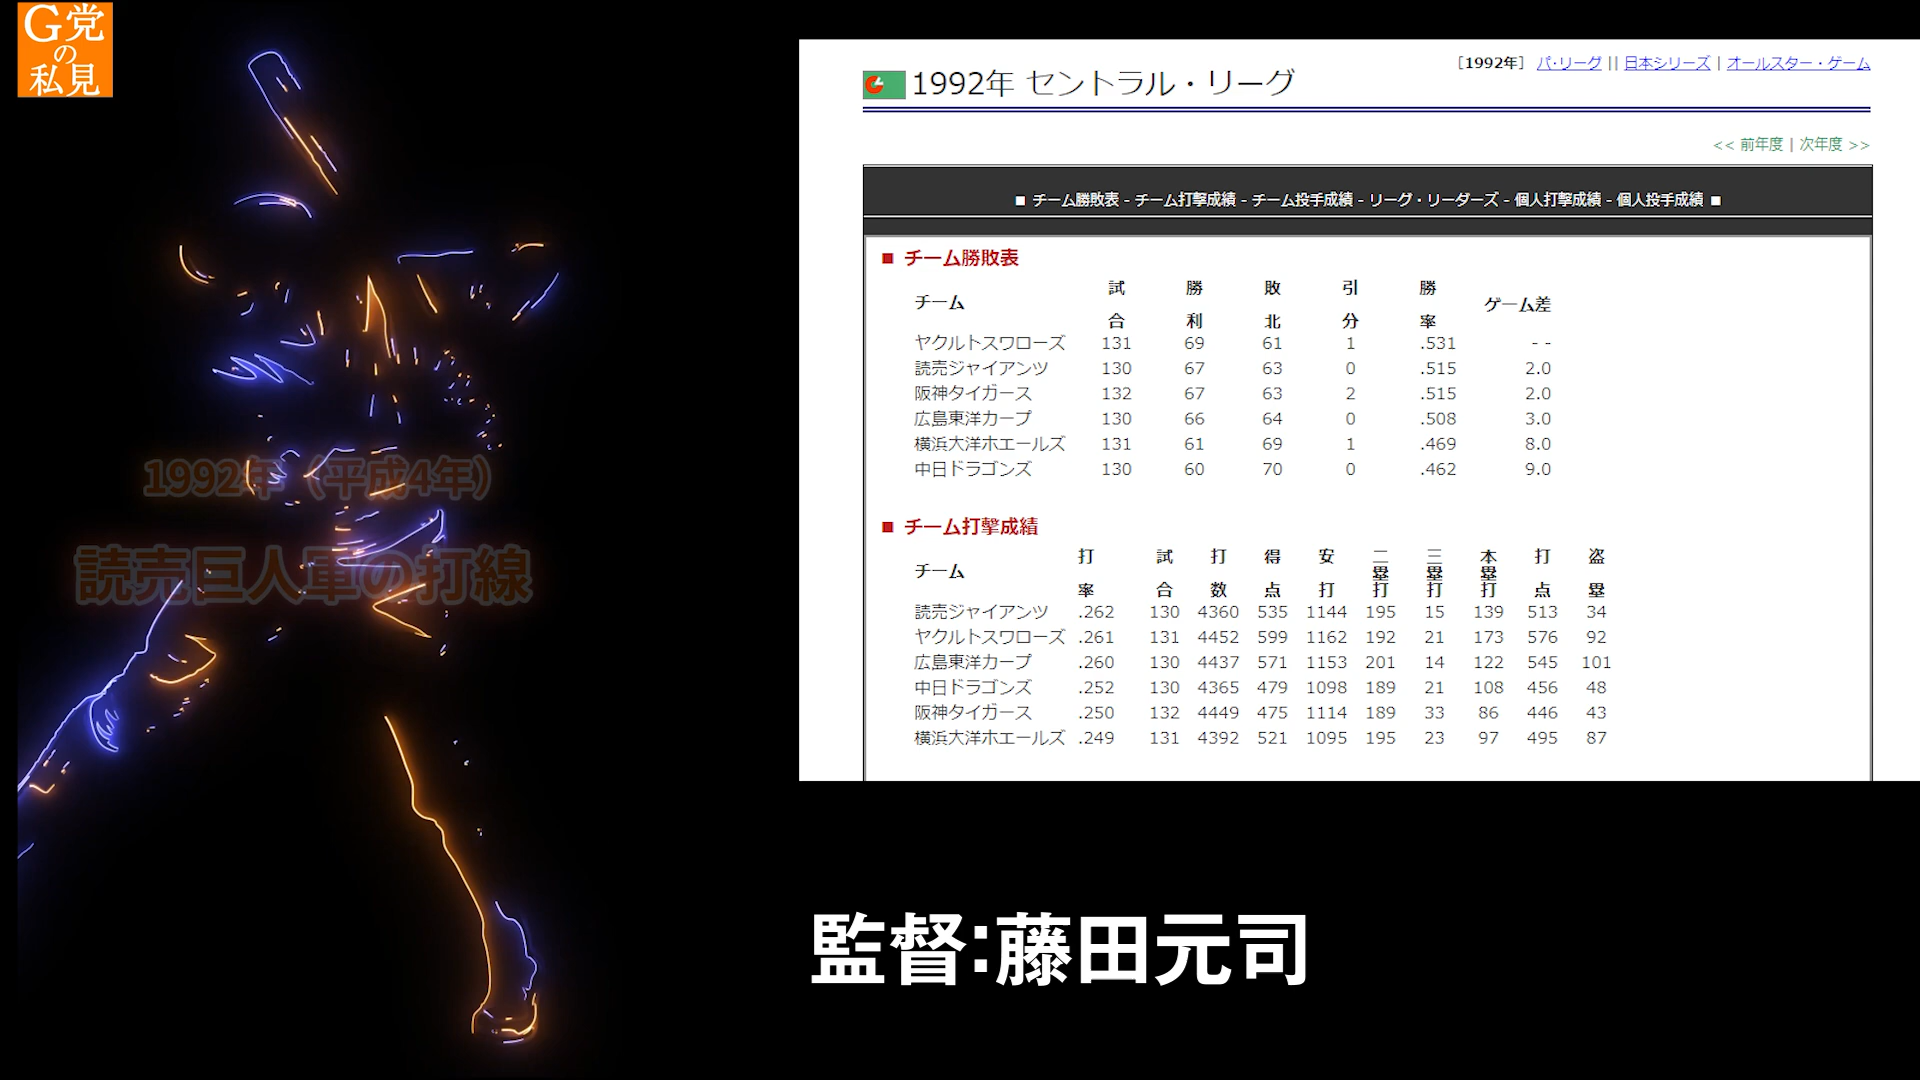 G党
の
私見
1992年（平成4年）
読売巨人軍の打線
［1992年］ パ・リーグ || 日本シリーズ | オールスター・ゲーム
1992年 セントラル・リーグ
<< 前年度 | 次年度 >>
■ チーム勝敗表 - チーム打撃成績 - チーム投手成績 - リーグ・リーダーズ - 個人打撃成績 - 個人投手成績 ■
■ チーム勝敗表
チーム 試合 勝利 敗北 引分 勝率 ゲーム差
ヤクルトスワローズ 131 69 61 1 .531 - -
読売ジャイアンツ 130 67 63 0 .515 2.0
阪神タイガース 132 67 63 2 .515 2.0
広島東洋カープ 130 66 64 0 .508 3.0
横浜大洋ホエールズ 131 61 69 1 .469 8.0
中日ドラゴンズ 130 60 70 0 .462 9.0
■ チーム打撃成績
チーム 打率 試合 打数 得点 安打 二塁打 三塁打 本塁打 打点 盗塁
読売ジャイアンツ .262 130 4360 535 1144 195 15 139 513 34
ヤクルトスワローズ .261 131 4452 599 1162 192 21 173 576 92
広島東洋カープ .260 130 4437 571 1153 201 14 122 545 101
中日ドラゴンズ .252 130 4365 479 1098 189 21 108 456 48
阪神タイガース .250 132 4449 475 1114 189 33 86 446 43
横浜大洋ホエールズ .249 131 4392 521 1095 195 23 97 495 87
監督:藤田元司